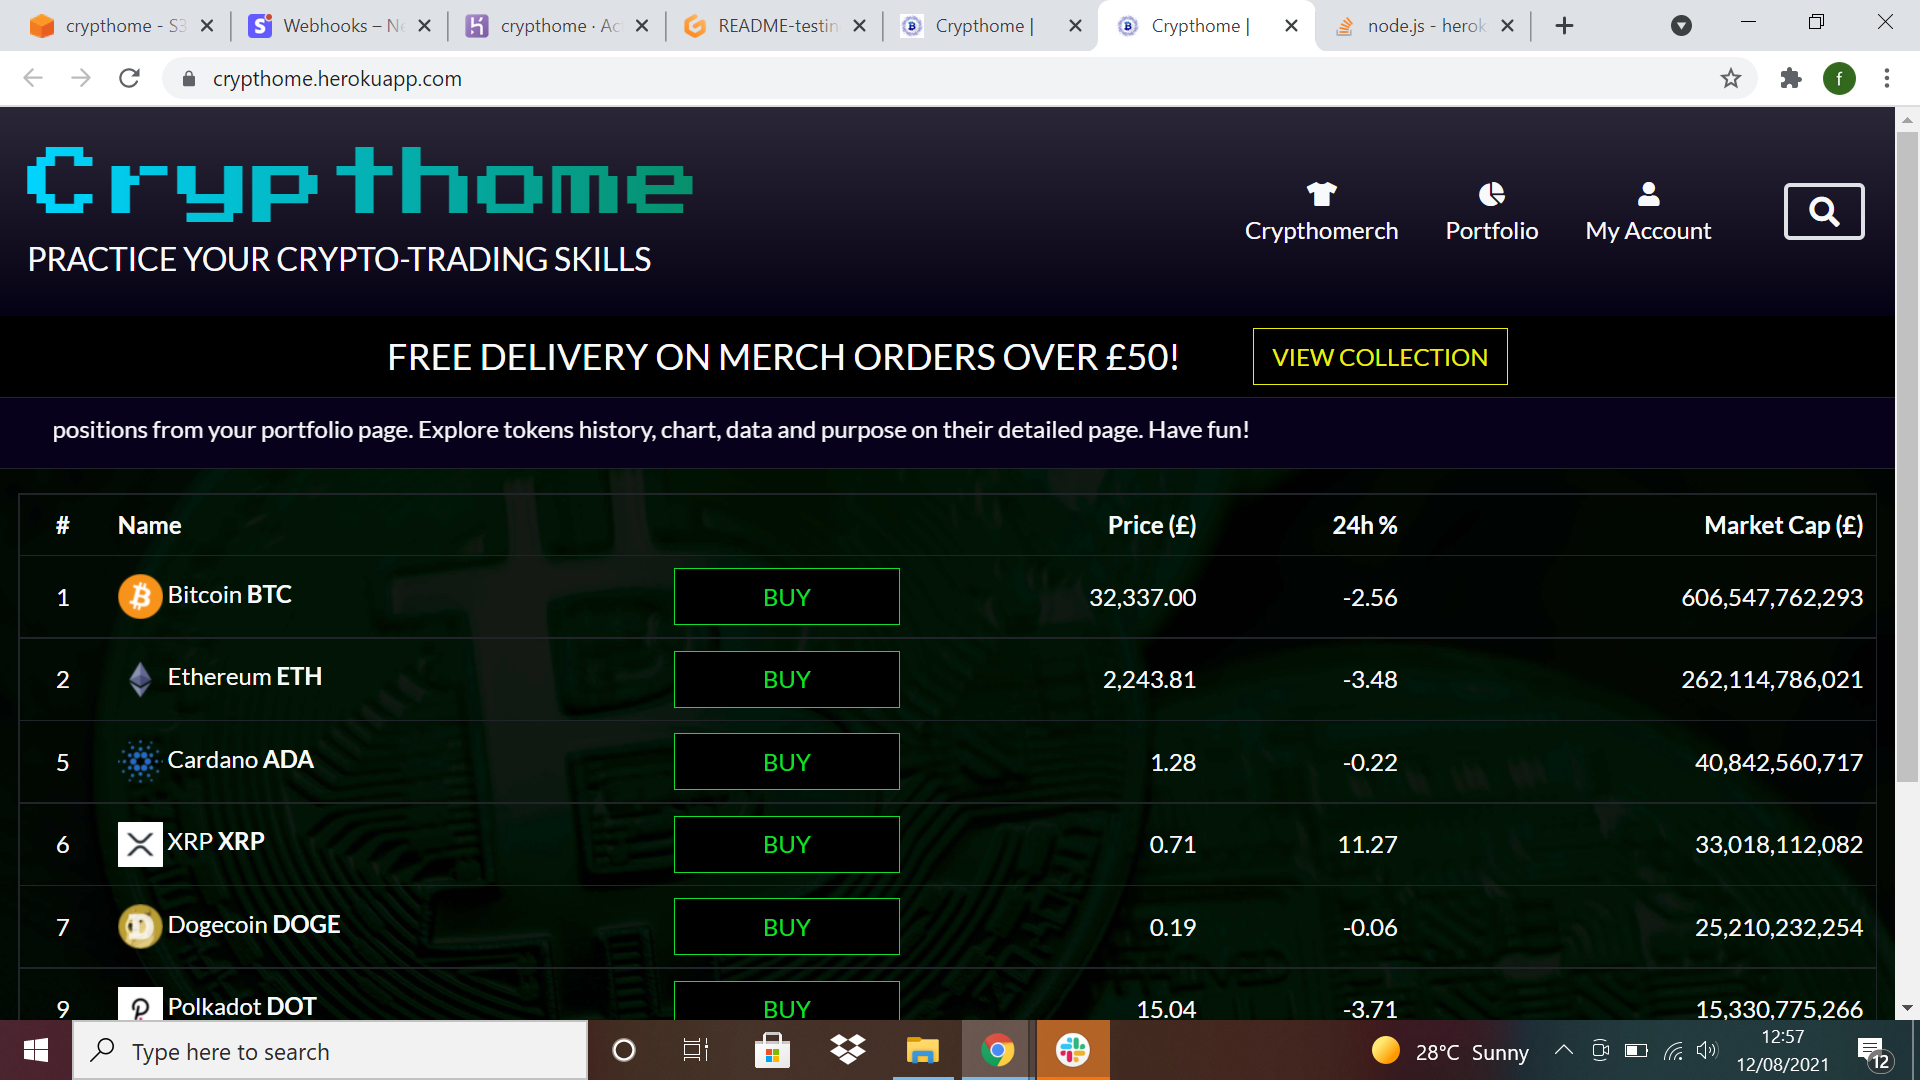 crypthome - S3
Webhooks – Ne
crypthome · Ac
README-testin
Crypthome |
Crypthome |
node.js - herok
crypthome.herokuapp.com
f
Crypthome
PRACTICE YOUR CRYPTO-TRADING SKILLS
Crypthomerch
Portfolio
My Account
FREE DELIVERY ON MERCH ORDERS OVER £50!
VIEW COLLECTION
positions from your portfolio page. Explore tokens history, chart, data and purpose on their detailed page. Have fun!
# Name Price (£) 24h % Market Cap (£)
1 Bitcoin BTC BUY 32,337.00 -2.56 606,547,762,293
2 Ethereum ETH BUY 2,243.81 -3.48 262,114,786,021
5 Cardano ADA BUY 1.28 -0.22 40,842,560,717
6 XRP XRP BUY 0.71 11.27 33,018,112,082
7 Dogecoin DOGE BUY 0.19 -0.06 25,210,232,254
9 Polkadot DOT BUY 15.04 -3.71 15,330,775,266
Type here to search
28°C Sunny
12:57
12/08/2021
12